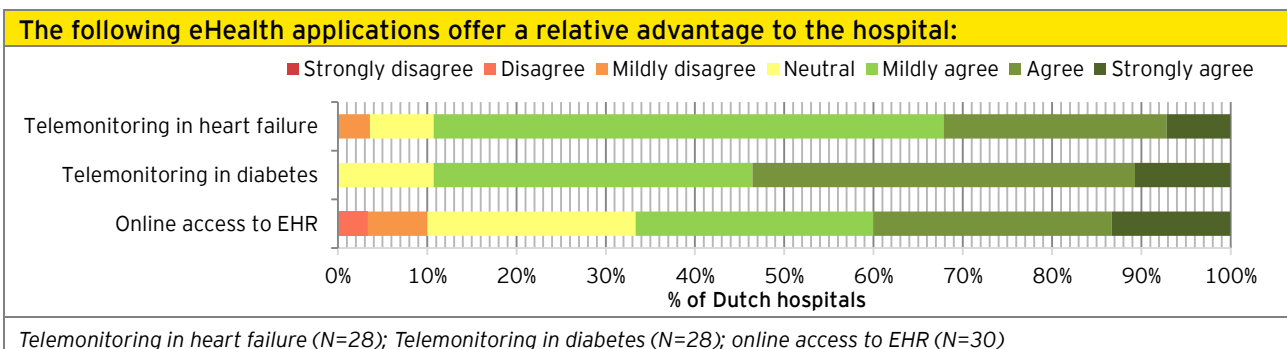 The following eHealth applications offer a relative advantage to the hospital:
Strongly disagree Disagree Mildly disagree Neutral Mildly agree Agree Strongly agree
Telemonitoring in heart failure
Telemonitoring in diabetes
Online access to EHR
0% 10% 20% 30% 40% 50% 60% 70% 80% 90% 100%
% of Dutch hospitals
Telemonitoring in heart failure (N=28); Telemonitoring in diabetes (N=28); online access to EHR (N=30)